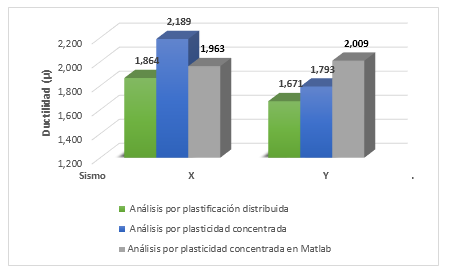 2,189
2,200
1,864
1,963
2,009
2,000
1,793
1,671
1,800
1,600
1,400
1,200
Ductilidad (μ)
Sismo X Y .
Análisis por plastificación distribuida
Análisis por plasticidad concentrada
Análisis por plasticidad concentrada en Matlab